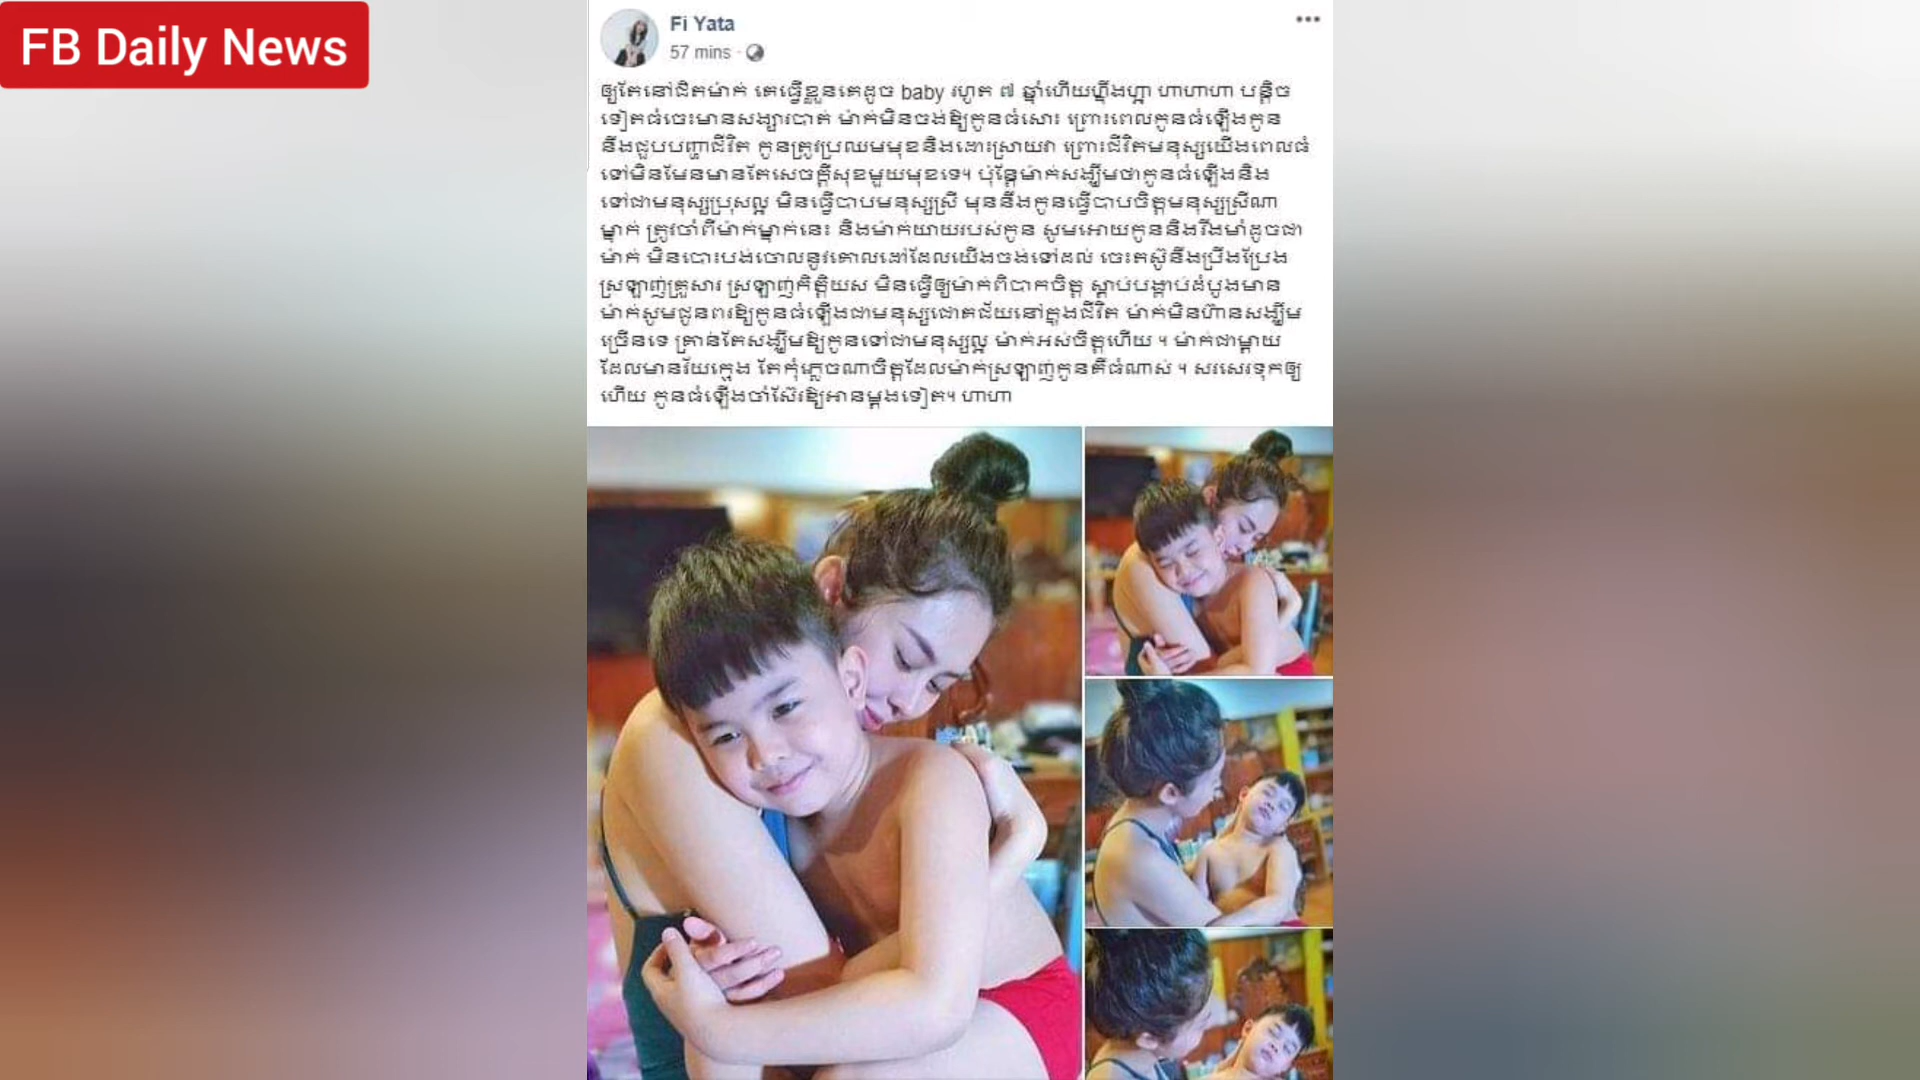 FB Daily News
Fi Yata
57 mins ·
ឲ្យតែនៅជិតម៉ាក់ គេធ្វើខ្លួនគេដូច baby រហូត ៧ ឆ្នាំហើយហ្នឹងហ្អា ហាហាហា បន្តិច
ទៀតធំចេះមានសង្សារបាត់ ម៉ាក់មិនចង់ឱ្យកូនធំសោះ ព្រោះពេលកូនធំឡើងកូន
នឹងជួបបញ្ហាជីវិត កូនត្រូវប្រឈមមុខនិងដោះស្រាយវា ព្រោះជីវិតមនុស្សយើងពេលធំ
ទៅមិនមែនមានតែសេចក្ដីសុខមួយមុខទេ។ ប៉ុន្តែម៉ាក់សង្ឃឹមថាកូនធំឡើងនិង
ទៅជាមនុស្សប្រុសល្អ មិនធ្វើបាបមនុស្សស្រី មុននឹងកូនធ្វើបាបចិត្តមនុស្សស្រីណា
ម្នាក់ ត្រូវចាំពីម៉ាក់ម្នាក់នេះ និងម៉ាក់យាយរបស់កូន សូមអោយកូននិងរឹងមាំដូចជា
ម៉ាក់ មិនបោះបង់ចោលនូវគោលដៅដែលយើងចង់ទៅដល់ ចេះតស៊ូនឹងប្រឹងប្រែង
ស្រឡាញ់គ្រួសារ ស្រឡាញ់កិត្តិយស មិនធ្វើឲ្យម៉ាក់ពិបាកចិត្ត ស្ដាប់បង្គាប់ដំបូងមាន
ម៉ាក់សូមជូនពរឱ្យកូនធំឡើងជាមនុស្សជោគជ័យនៅក្នុងជីវិត ម៉ាក់មិនហ៊ានសង្ឃឹម
ច្រើនទេ គ្រាន់តែសង្ឃឹមឱ្យកូនទៅជាមនុស្សល្អ ម៉ាក់អស់ចិត្តហើយ ។ ម៉ាក់ជាម្ដាយ
ដែលមានវ័យក្មេង តែកុំភ្លេចណាចិត្តដែលម៉ាក់ស្រឡាញ់កូនគឺធំណាស់ ។ សរសេរទុកឲ្យ
ហើយ កូនធំឡើងចាំស៊ែរឱ្យអានម្ដងទៀត។ ហាហា